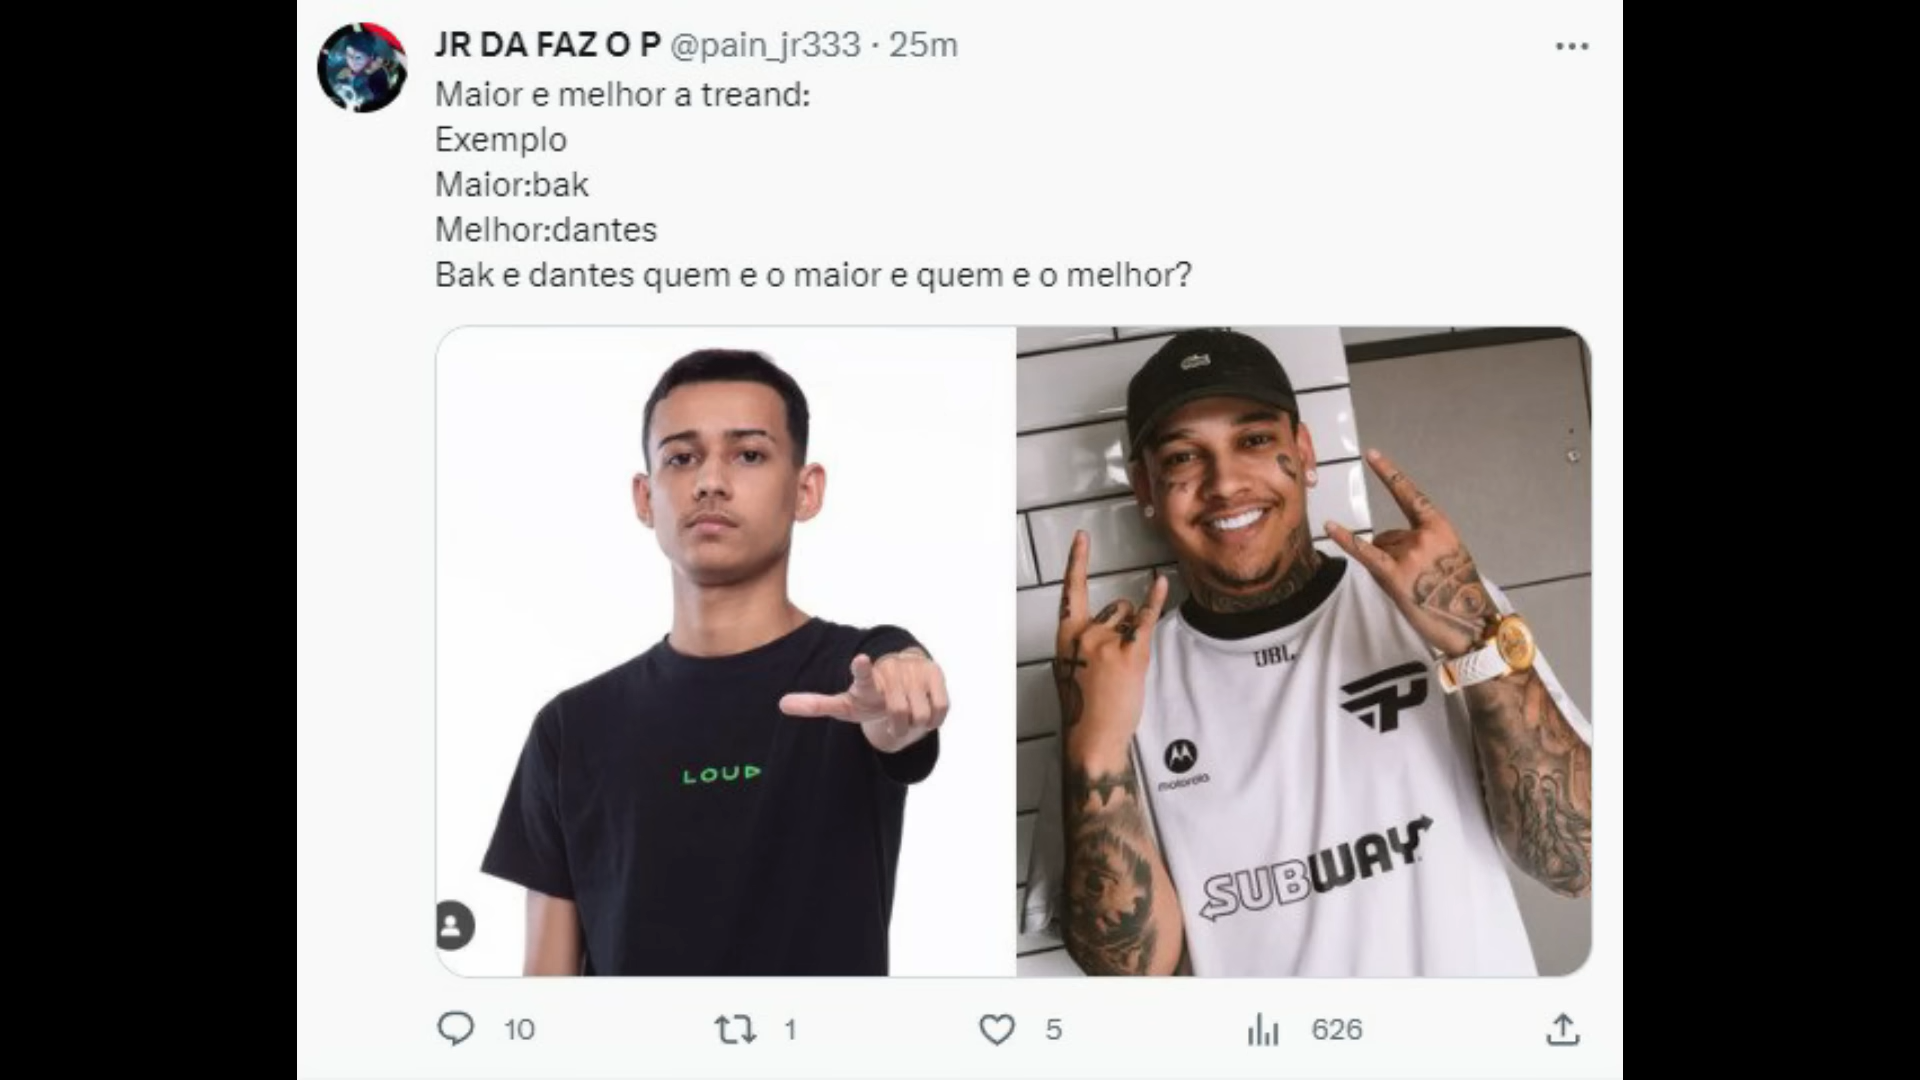 JR DA FAZ O P @pain_jr333 · 25m
Maior e melhor a treand:
Exemplo
Maior:bak
Melhor:dantes
Bak e dantes quem e o maior e quem e o melhor?
LOUD
JBL
motorola
SUBWAY
10 1 5 626